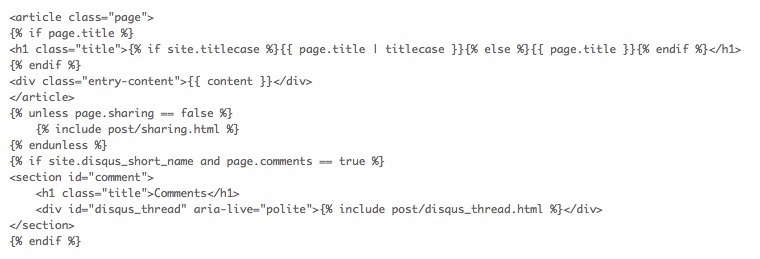 <article class="page">
{% if page.title %}
<h1 class="title">{% if site.titlecase %}{{ page.title | titlecase }}{% else %}{{ page.title }}{% endif %}</h1>
{% endif %}
<div class="entry-content">{{ content }}</div>
</article>
{% unless page.sharing == false %}
    {% include post/sharing.html %}
{% endunless %}
{% if site.disqus_short_name and page.comments == true %}
<section id="comment">
    <h1 class="title">Comments</h1>
    <div id="disqus_thread" aria-live="polite">{% include post/disqus_thread.html %}</div>
</section>
{% endif %}